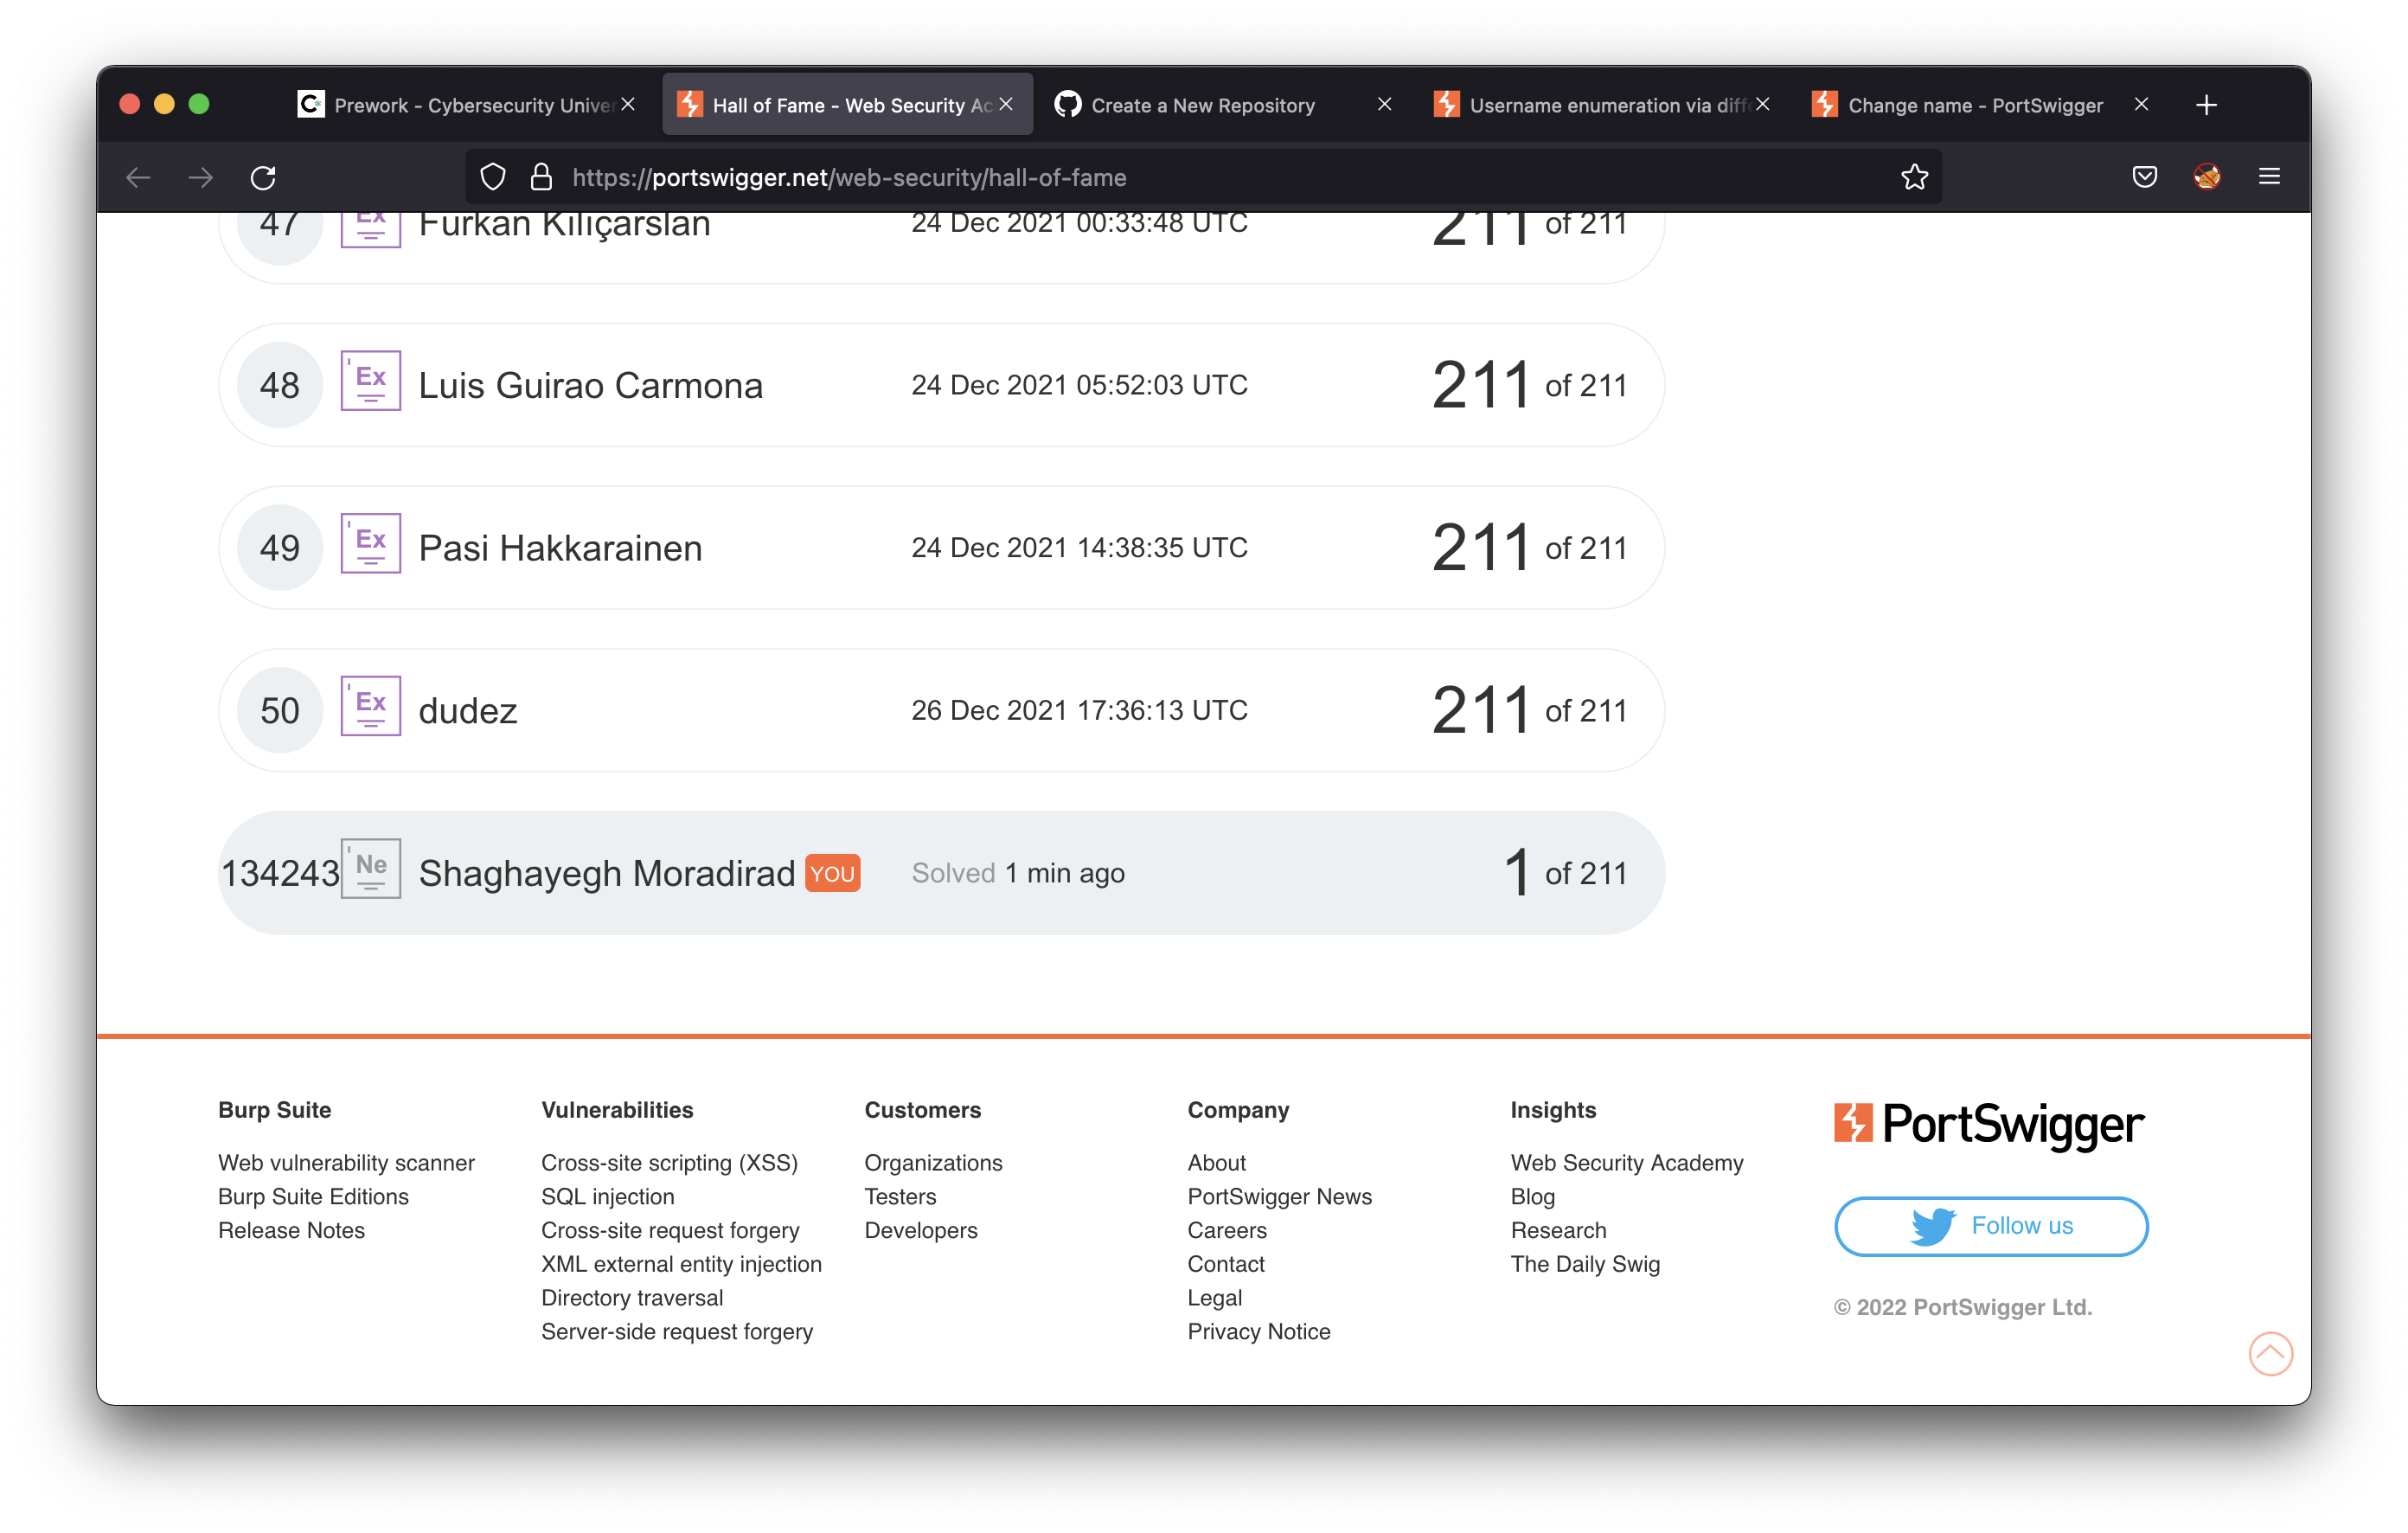 Prework - Cybersecurity Univer
Hall of Fame - Web Security Ac
Create a New Repository
Username enumeration via diffe
Change name - PortSwigger
https://portswigger.net/web-security/hall-of-fame
47 Ex Furkan Kılıçarslan 24 Dec 2021 00:33:48 UTC 211 of 211
48 Ex Luis Guirao Carmona 24 Dec 2021 05:52:03 UTC 211 of 211
49 Ex Pasi Hakkarainen 24 Dec 2021 14:38:35 UTC 211 of 211
50 Ex dudez 26 Dec 2021 17:36:13 UTC 211 of 211
134243 Ne Shaghayegh Moradirad YOU Solved 1 min ago 1 of 211
Burp Suite
Web vulnerability scanner
Burp Suite Editions
Release Notes
Vulnerabilities
Cross-site scripting (XSS)
SQL injection
Cross-site request forgery
XML external entity injection
Directory traversal
Server-side request forgery
Customers
Organizations
Testers
Developers
Company
About
PortSwigger News
Careers
Contact
Legal
Privacy Notice
Insights
Web Security Academy
Blog
Research
The Daily Swig
PortSwigger
Follow us
© 2022 PortSwigger Ltd.